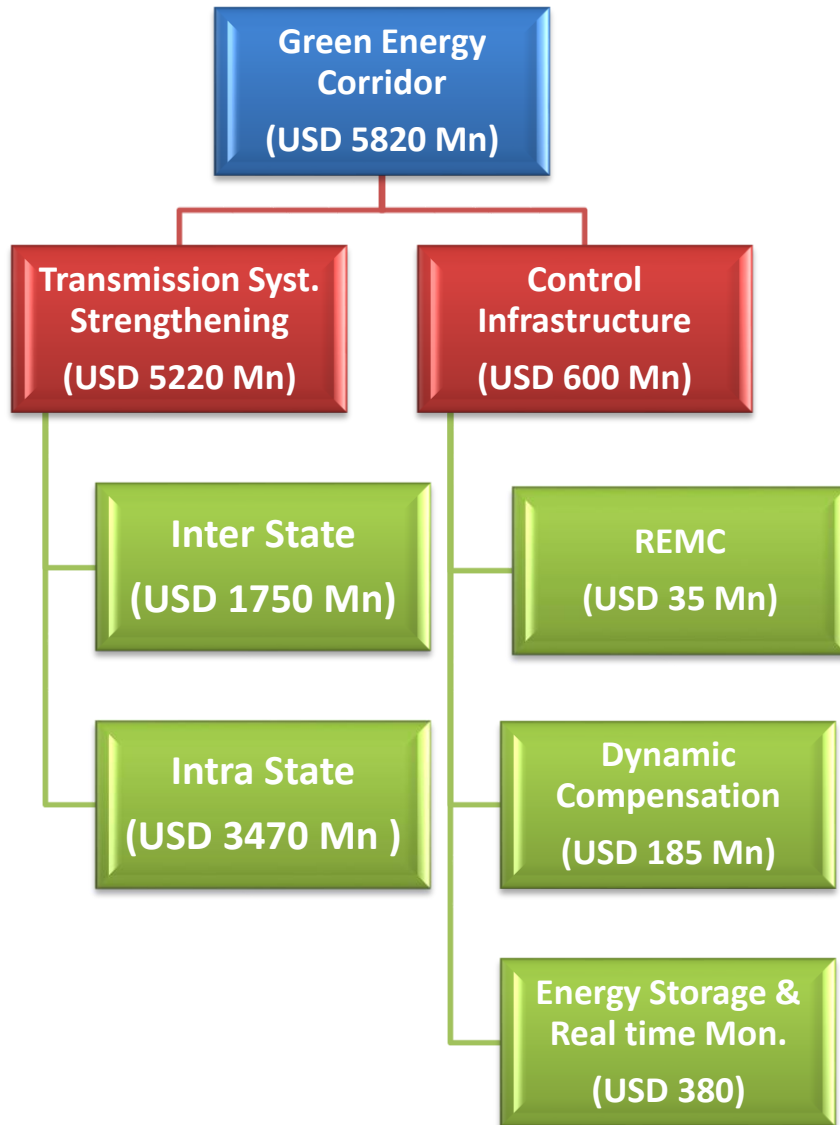 Green Energy
Corridor
(USD 5820 Mn)
Transmission Syst.
Strengthening
(USD 5220 Mn)
Control
Infrastructure
(USD 600 Mn)
Inter State
(USD 1750 Mn)
Intra State
(USD 3470 Mn )
REMC
(USD 35 Mn)
Dynamic
Compensation
(USD 185 Mn)
Energy Storage &
Real time Mon.
(USD 380)